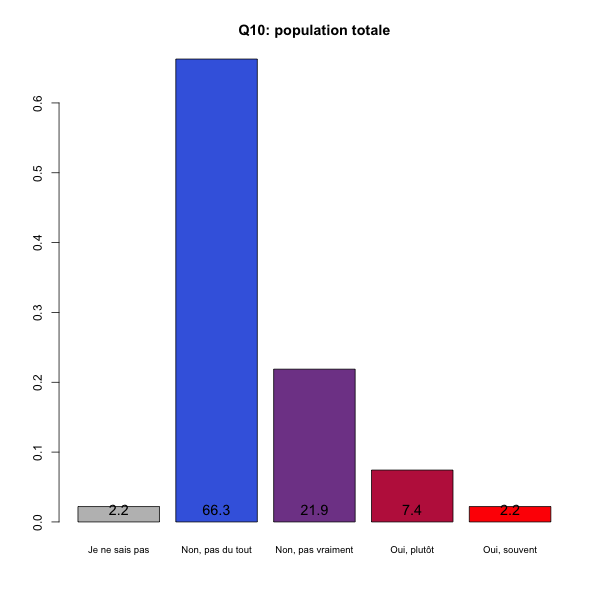 Q10: population totale
0.6
0.5
0.4
0.3
0.2
0.1
0.0
2.2 66.3 21.9 7.4 2.2
Je ne sais pas Non, pas du tout Non, pas vraiment Oui, plutôt Oui, souvent